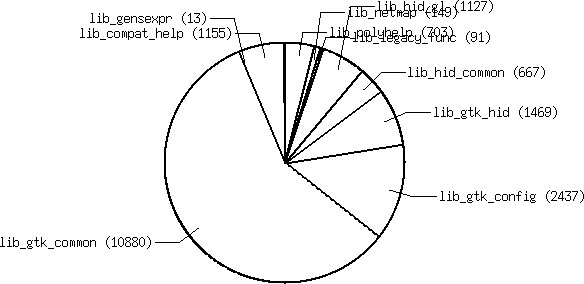 lib_hid_gl (1127)
lib_netmap (149)
lib_gensexpr (13)
lib_compat_help (1155)
lib_polyhelp (703)
lib_legacy_func (91)
lib_hid_common (667)
lib_gtk_hid (1469)
lib_gtk_config (2437)
lib_gtk_common (10880)